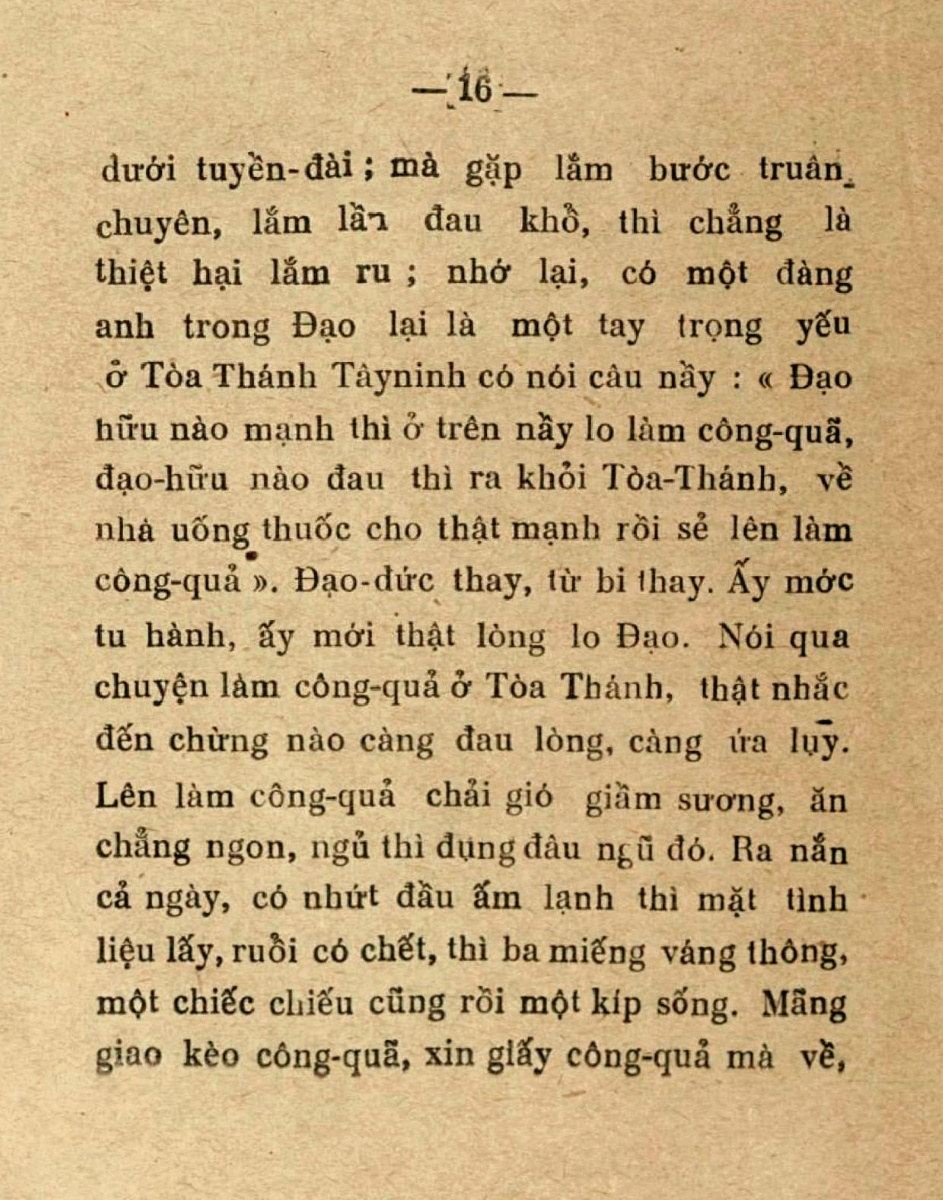 — 16 —
dưới tuyền-đài ; mà gặp lắm bước truân-
chuyên, lắm lần đau khổ, thì chẳng là
thiệt hại lắm ru ; nhớ lại, có một đàng
anh trong Đạo lại là một tay trọng yếu
ở Tòa Thánh Tâyninh có nói câu nầy : « Đạo
hữu nào mạnh thì ở trên nầy lo làm công-quã,
đạo-hữu nào đau thì ra khỏi Tòa-Thánh, về
nhà uống thuốc cho thật mạnh rồi sẻ lên làm
công-quả ». Đạo-đức thay, từ bi thay. Ấy mớc
tu hành, ấy mới thật lòng lo Đạo. Nói qua
chuyện làm công-quả ở Tòa Thánh, thật nhắc
đến chừng nào càng đau lòng, càng ứa lụy.
Lên làm công-quả chải gió giầm sương, ăn
chẳng ngon, ngủ thì đụng đâu ngũ đó. Ra nắn
cả ngày, có nhứt đầu ấm lạnh thì mặt tình
liệu lấy, ruồi có chết, thì ba miếng váng thông,
một chiếc chiếu cũng rồi một kíp sống. Mãng
giao kèo công-quã, xin giấy công-quả mà về,